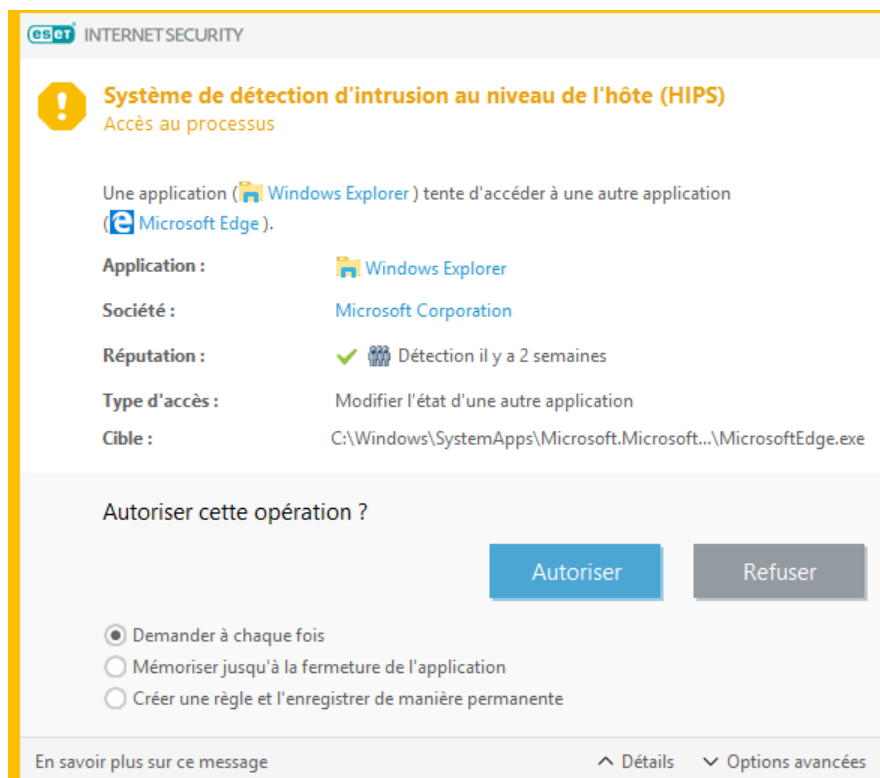 eset INTERNET SECURITY
Système de détection d'intrusion au niveau de l'hôte (HIPS)
Accès au processus
Une application ( Windows Explorer ) tente d'accéder à une autre application
( Microsoft Edge ).
Application : Windows Explorer
Société : Microsoft Corporation
Réputation : Détection il y a 2 semaines
Type d'accès : Modifier l'état d'une autre application
Cible : C:\Windows\SystemApps\Microsoft.Microsoft...\MicrosoftEdge.exe
Autoriser cette opération ?
Autoriser Refuser
Demander à chaque fois
Mémoriser jusqu'à la fermeture de l'application
Créer une règle et l'enregistrer de manière permanente
En savoir plus sur ce message Détails Options avancées